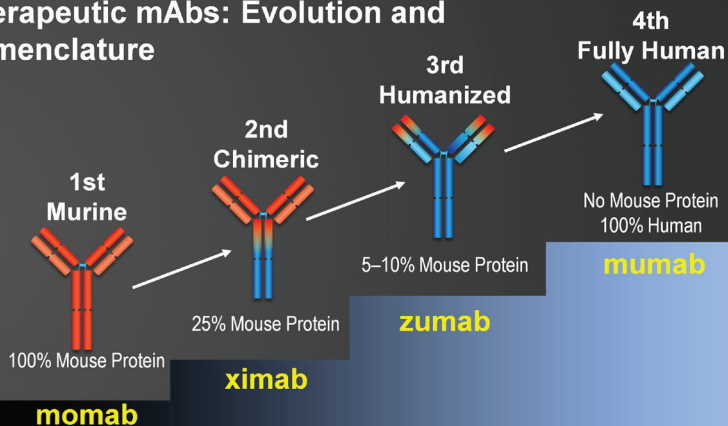 erapeutic mAbs: Evolution and
menclature
1st
Murine
100% Mouse Protein
momab
2nd
Chimeric
25% Mouse Protein
ximab
3rd
Humanized
5–10% Mouse Protein
zumab
4th
Fully Human
No Mouse Protein
100% Human
mumab